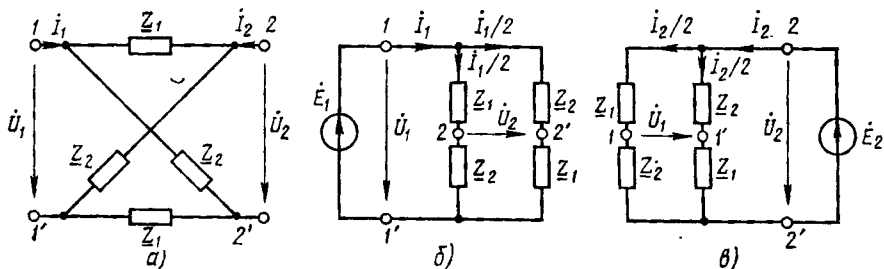 1 İ₁ Z₁ İ₂ 2
U̇₁ U̇₂
Z₂ Z₂
1′ Z₁ 2′
а)
1 İ₁ İ₁/2
İ₁/2
Ė₁ U̇₁ Z₁ Z₂
2 U̇₂ 2′
Z₂ Z₁
1′
б)
İ₂/2 İ₂ 2
İ₂/2
Z₁ Z₂
1 U̇₁ 1′ U̇₂ Ė₂
Z₂ Z₁
2′
в)